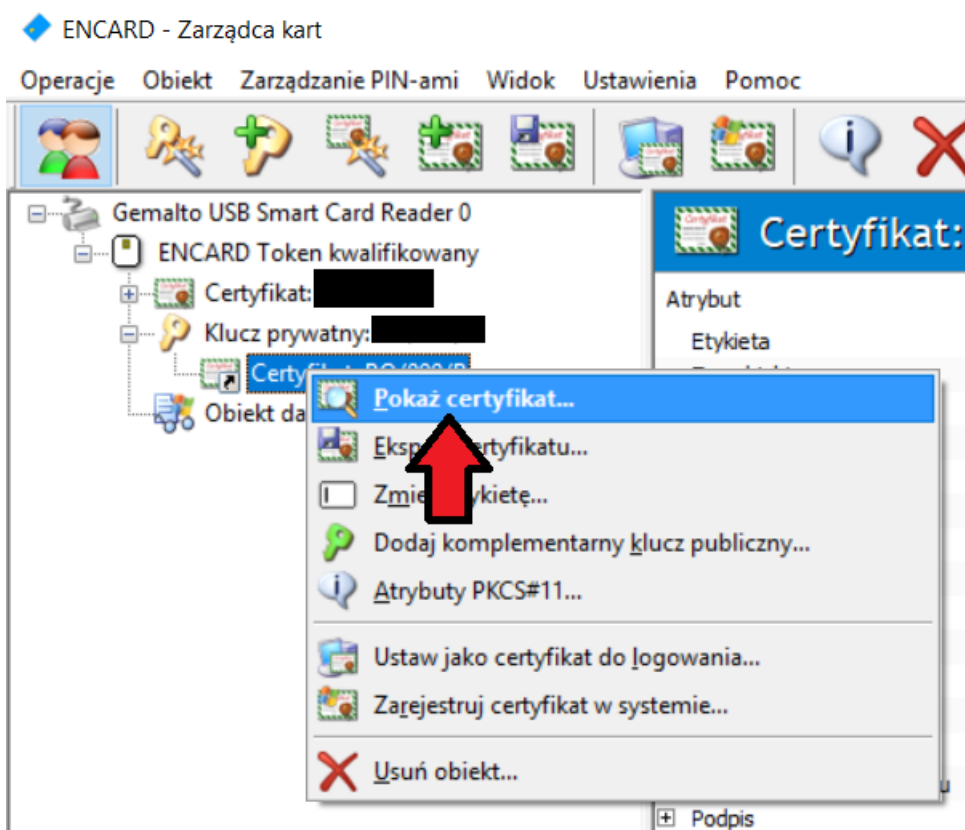 ENCARD - Zarządca kart
Operacje Obiekt Zarządzanie PIN-ami Widok Ustawienia Pomoc
Gemalto USB Smart Card Reader 0
ENCARD Token kwalifikowany
Certyfikat:
Klucz prywatny:
Obiekt da
Certyfikat:
Atrybut
Etykieta
Pokaż certyfikat...
Zmie ykietę...
Dodaj komplementarny klucz publiczny...
Atrybuty PKCS#11...
Ustaw jako certyfikat do logowania...
Zarejestruj certyfikat w systemie...
Usuń obiekt...
Podpis